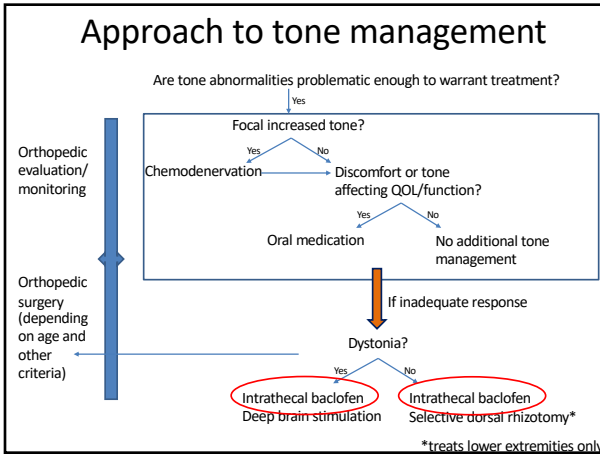 Approach to tone management
Are tone abnormalities problematic enough to warrant treatment?
Yes
Focal increased tone?
Yes
No
Orthopedic
evaluation/
monitoring
Chemodenervation
Discomfort or tone
affecting QOL/function?
Yes
No
Oral medication
No additional tone
management
Orthopedic
surgery
(depending
on age and
other
criteria)
If inadequate response
Dystonia?
Yes
No
Intrathecal baclofen
Deep brain stimulation
Intrathecal baclofen
Selective dorsal rhizotomy*
*treats lower extremities only